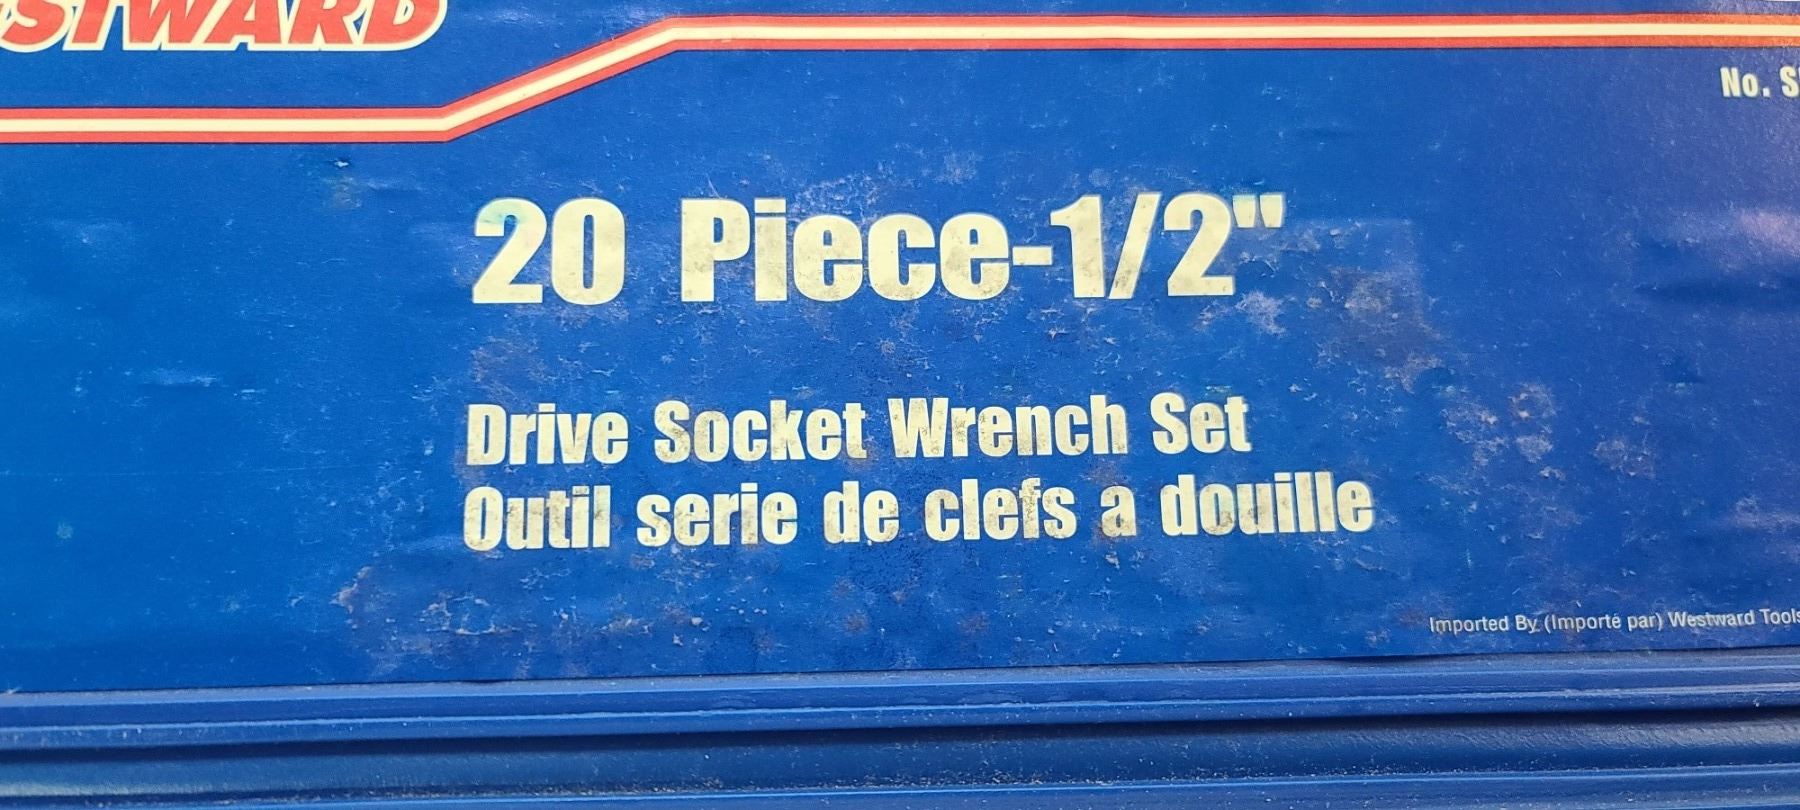 STWARD
No. S
20 Piece-1/2"
Drive Socket Wrench Set
Outil serie de clefs a douille
Imported By (Importé par) Westward Tools